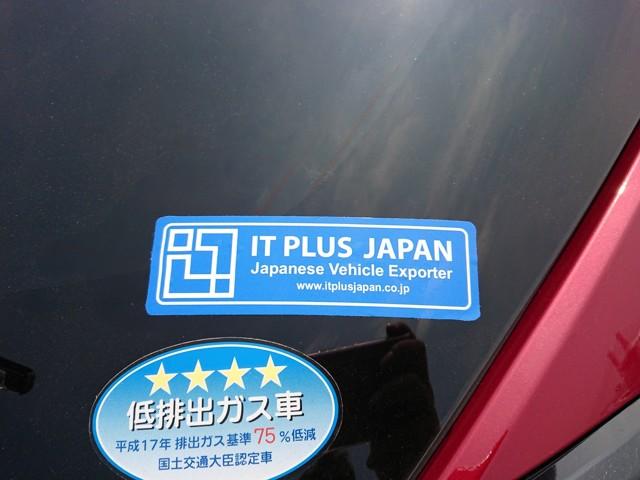 IT PLUS JAPAN
Japanese Vehicle Exporter
www.itplusjapan.co.jp
低排出ガス車
平成17年 排出ガス基準 75 %低減
国土交通大臣認定車